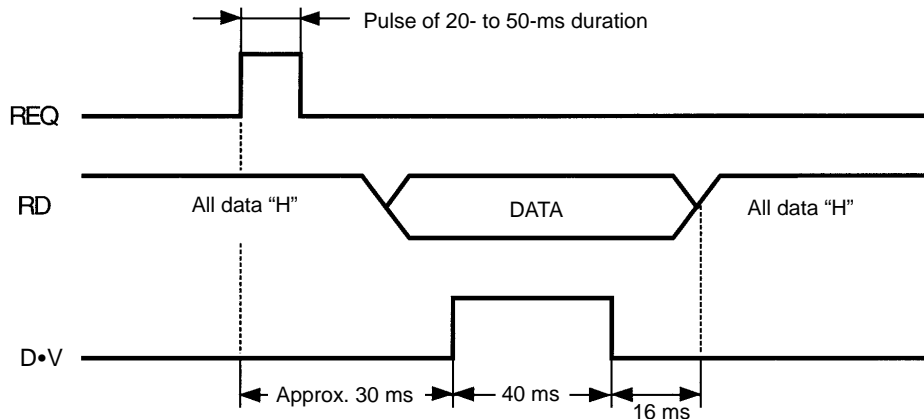 Pulse of 20- to 50-ms duration
REQ
RD
All data “H”
DATA
All data “H”
D•V
Approx. 30 ms
40 ms
16 ms